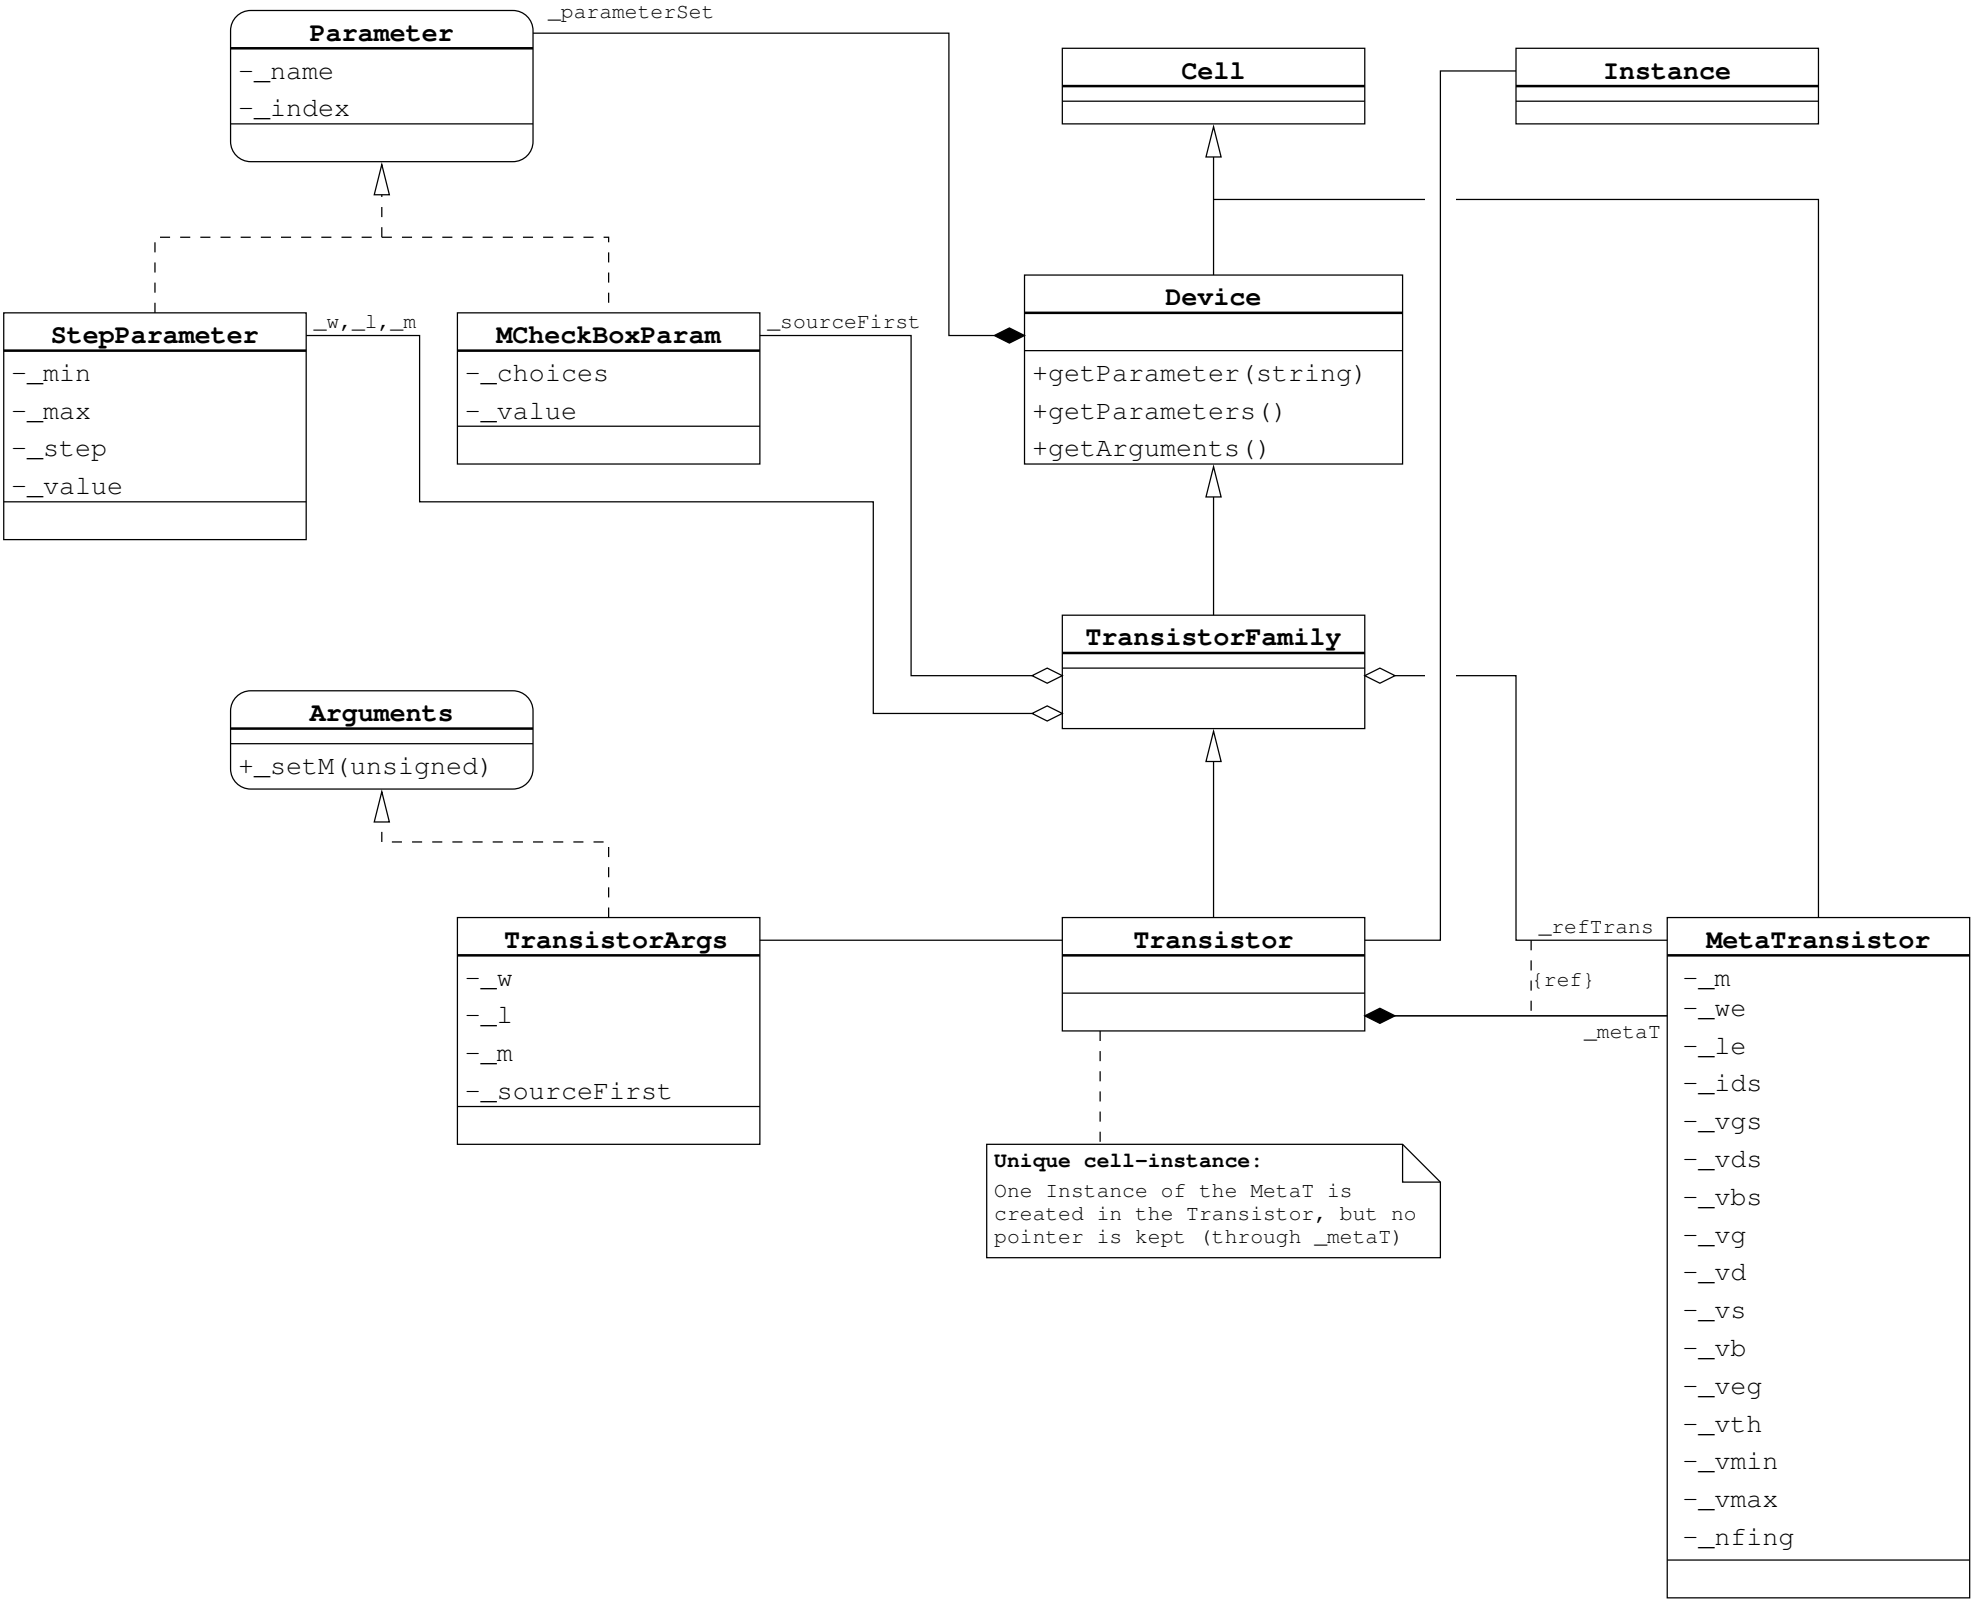 _parameterSet
Parameter
-_name
-_index
Cell
Instance
Device
+getParameter(string)
+getParameters()
+getArguments()
StepParameter
-_min
-_max
-_step
-_value
_w,_l,_m
MCheckBoxParam
-_choices
-_value
_sourceFirst
TransistorFamily
Arguments
+_setM(unsigned)
TransistorArgs
-_w
-_l
-_m
-_sourceFirst
Transistor
_refTrans
{ref}
_metaT
MetaTransistor
-_m
-_we
-_le
-_ids
-_vgs
-_vds
-_vbs
-_vg
-_vd
-_vs
-_vb
-_veg
-_vth
-_vmin
-_vmax
-_nfing
Unique cell-instance:
One Instance of the MetaT is
created in the Transistor, but no
pointer is kept (through _metaT)